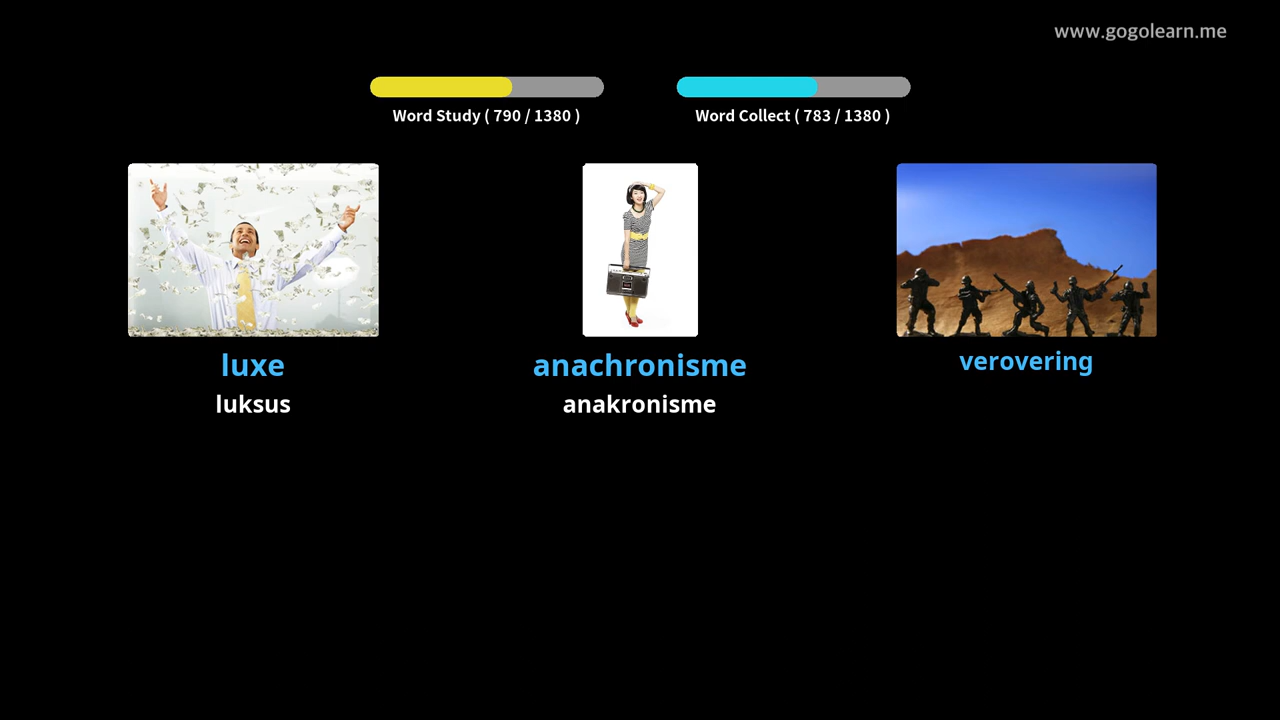 www.gogolearn.me
Word Study ( 790 / 1380 )
Word Collect ( 783 / 1380 )
luxe
luksus
anachronisme
anakronisme
verovering